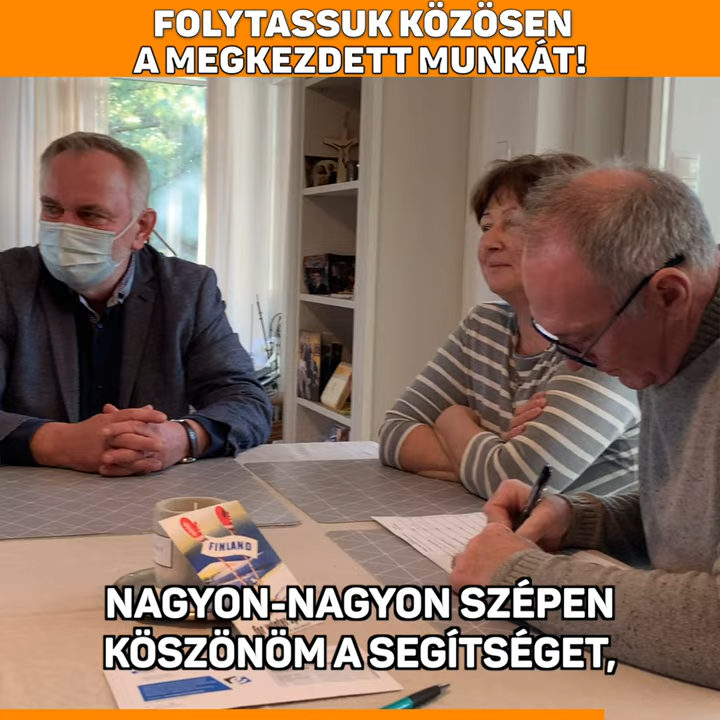 FOLYTASSUK KÖZÖSEN
A MEGKEZDETT MUNKÁT!
FINLAND
NAGYON-NAGYON SZÉPEN
KÖSZÖNÖM A SEGÍTSÉGET,